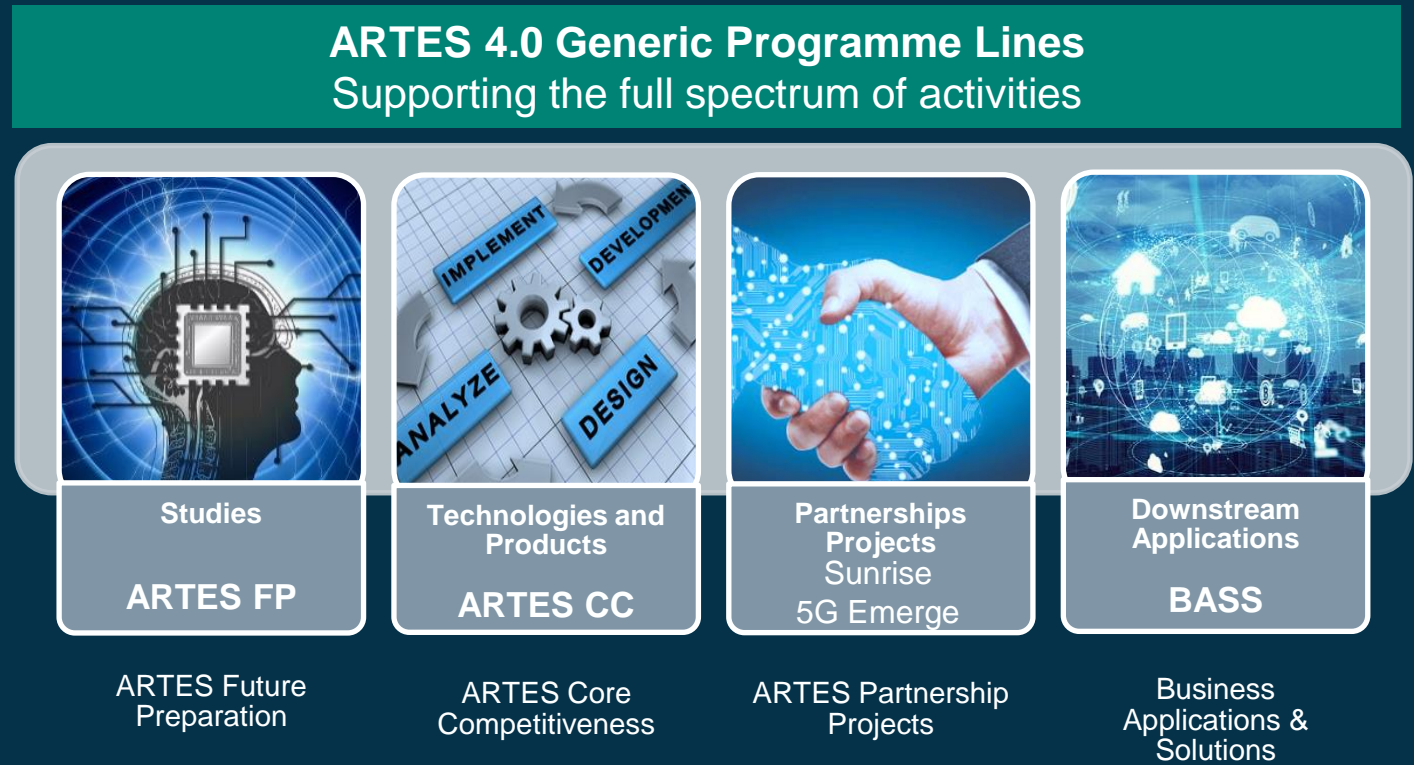 ARTES 4.0 Generic Programme Lines
Supporting the full spectrum of activities
IMPLEMENT
DEVELOPMEN
ANALYZE
DESIGN
Studies
ARTES FP
Technologies and
Products
ARTES CC
Partnerships
Projects
Sunrise
5G Emerge
Downstream
Applications
BASS
ARTES Future
Preparation
ARTES Core
Competitiveness
ARTES Partnership
Projects
Business
Applications &
Solutions